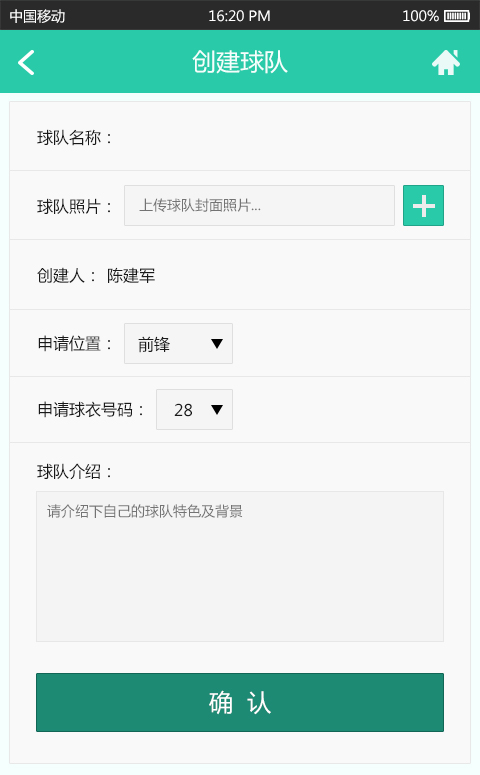 中国移动 16:20 PM 100%
创建球队
球队名称：
球队照片： 上传球队封面照片...
创建人： 陈建军
申请位置： 前锋
申请球衣号码： 28
球队介绍：
请介绍下自己的球队特色及背景
确 认